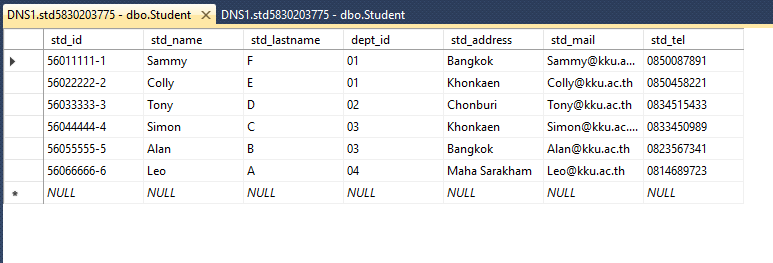 DNS1.std5830203775 - dbo.Student × DNS1.std5830203775 - dbo.Student
std_id std_name std_lastname dept_id std_address std_mail std_tel
56011111-1 Sammy F 01 Bangkok Sammy@kku.a... 0850087891
56022222-2 Colly E 01 Khonkaen Colly@kku.ac.th 0850458221
56033333-3 Tony D 02 Chonburi Tony@kku.ac.th 0834515433
56044444-4 Simon C 03 Khonkaen Simon@kku.ac.... 0833450989
56055555-5 Alan B 03 Bangkok Alan@kku.ac.th 0823567341
56066666-6 Leo A 04 Maha Sarakham Leo@kku.ac.th 0814689723
NULL NULL NULL NULL NULL NULL NULL